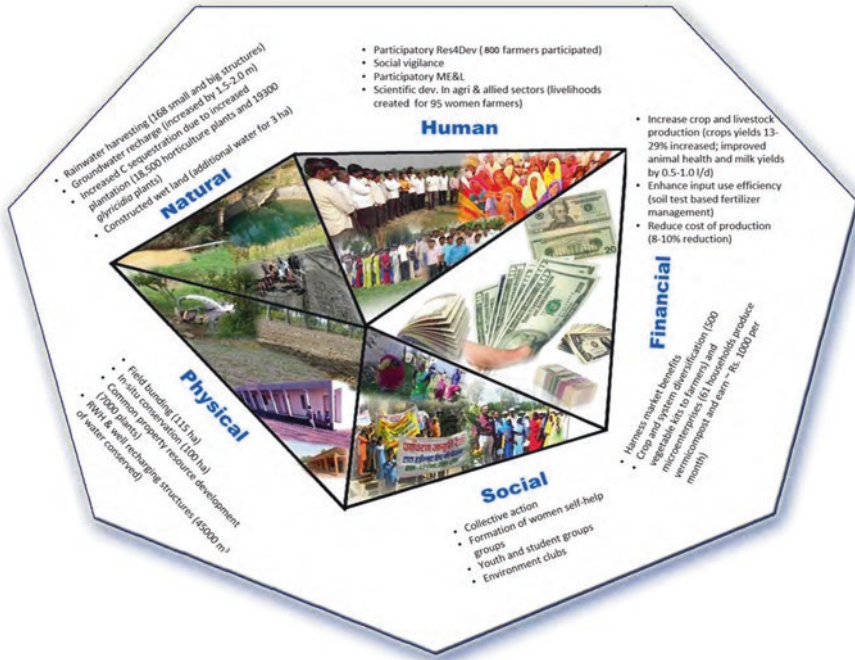 • Rainwater harvesting (168 small and big structures)
• Groundwater recharge (increased by 1.5-2.0 m)
• Increased C sequestration due to increased
plantation (18,500 horticulture plants and 19300
glyricidia plants)
• Constructed wet land (additional water for 3 ha)
Natural
• Participatory Res4Dev (800 farmers participated)
• Social vigilance
• Participatory ME&L
• Scientific dev. In agri & allied sectors (livelihoods
created for 95 women farmers)
Human
• Increase crop and livestock
production (crops yields 13-
29% increased; improved
animal health and milk yields
by 0.5-1.0 l/d)
• Enhance input use efficiency
(soil test based fertilizer
management)
• Reduce cost of production
(8-10% reduction)
Financial
• Harness market benefits
• Crop and system diversification (500
vegetable kits to farmers) and
microenterprises (61 households produce
vermicompost and earn ~ Rs. 1000 per
month)
Physical
• Field bunding (115 ha)
• In-situ conservation (100 ha)
• Common property resource development
(7000 plants)
• RWH & well recharging structures (45000 m³
of water conserved)
Social
• Collective action
• Formation of women self-help
groups
• Youth and student groups
• Environment clubs
20